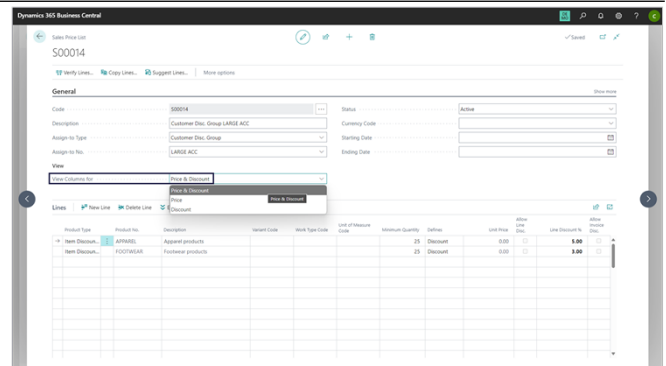 Dynamics 365 Business Central
Sales Price List
Saved
S00014
Verify Lines... Copy Lines... Suggest Lines... More options
General
Show more
Code S00014
Status Active
Description Customer Disc. Group LARGE ACC
Currency Code
Assign-to Type Customer Disc. Group
Starting Date
Assign-to No. LARGE ACC
Ending Date
View
View Columns for Price & Discount
Price & Discount
Price
Price & Discount
Discount
Lines New Line Delete Line
Product Type Product No. Description Variant Code Work Type Code Unit of Measure Code Minimum Quantity Defines Unit Price Allow Line Disc. Line Discount % Allow Invoice Disc.
Item Discoun... APPAREL Apparel products 25 Discount 0.00 5.00
Item Discoun... FOOTWEAR Footwear products 25 Discount 0.00 3.00